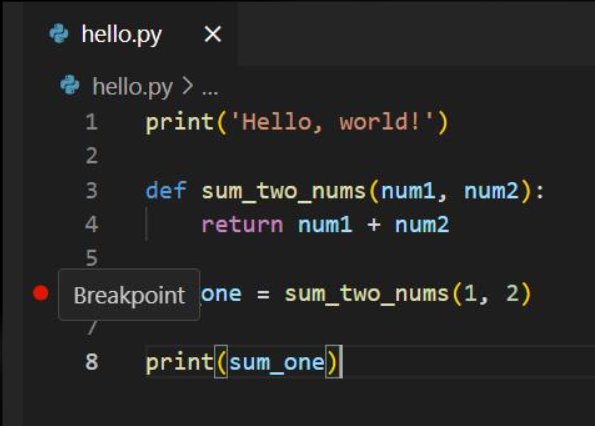 hello.py ×
hello.py > ...
1 print('Hello, world!')
2
3 def sum_two_nums(num1, num2):
4 return num1 + num2
5
Breakpoint _one = sum_two_nums(1, 2)
7
8 print(sum_one)